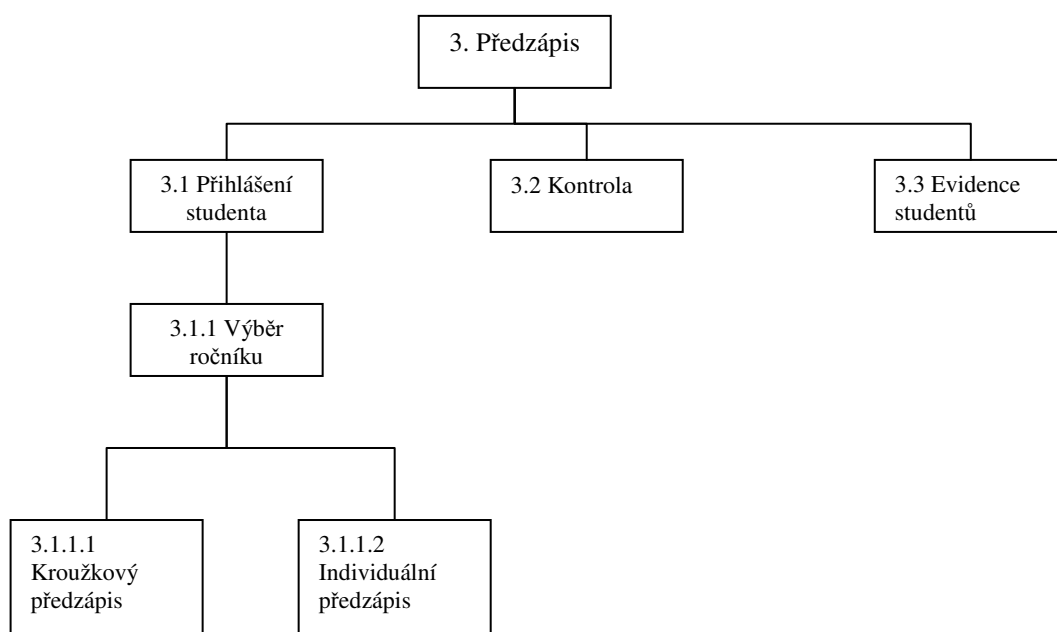 3. Předzápis
3.1 Přihlášení
studenta
3.2 Kontrola
3.3 Evidence
studentů
3.1.1 Výběr
ročníku
3.1.1.1
Kroužkový
předzápis
3.1.1.2
Individuální
předzápis